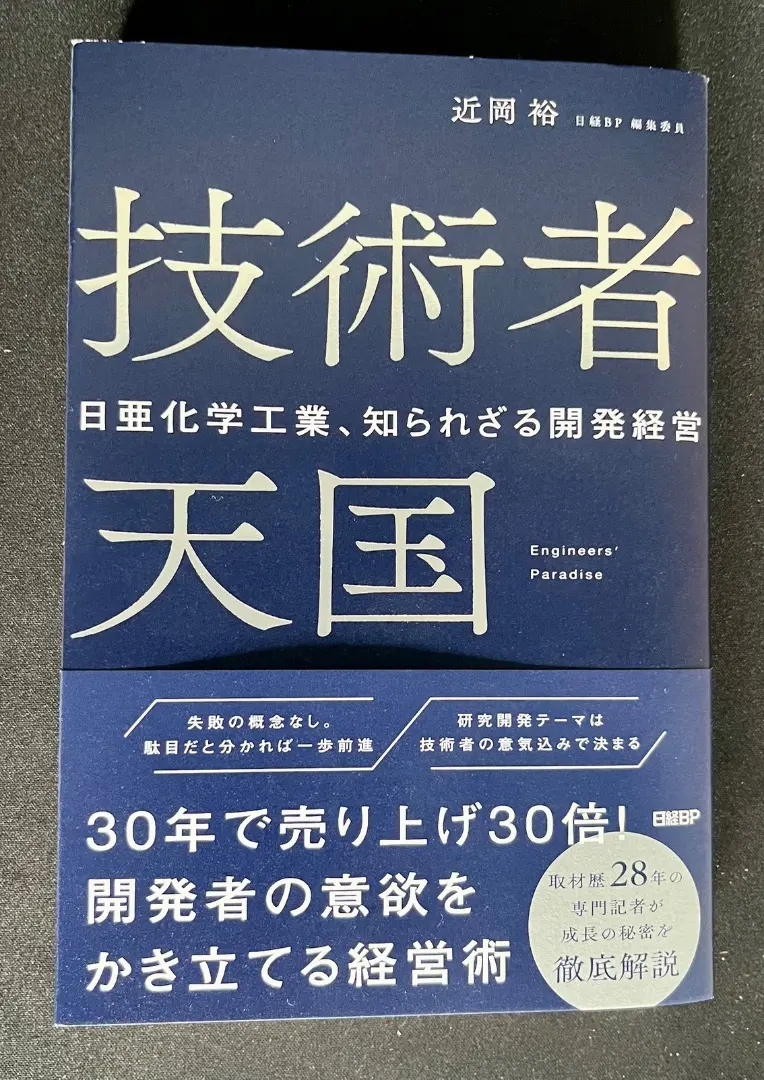 近岡 裕 日経BP 編集委員
技術者
日亜化学工業、知られざる開発経営
天国
Engineers'
Paradise
失敗の概念なし。
駄目だと分かれば一歩前進
研究開発テーマは
技術者の意気込みで決まる
30年で売り上げ30倍!
開発者の意欲を
かき立てる経営術
日経BP
取材歴28年の
専門記者が
成長の秘密を
徹底解説